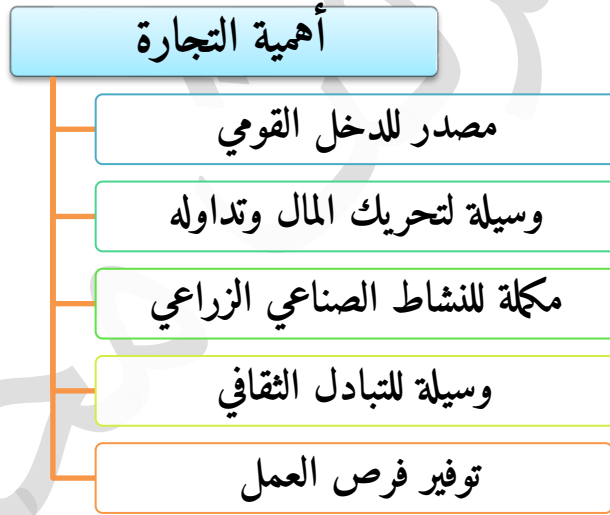 أهمية التجارة
مصدر للدخل القومي
وسيلة لتحريك المال وتداوله
مكملة للنشاط الصناعي الزراعي
وسيلة للتبادل الثقافي
توفير فرص العمل